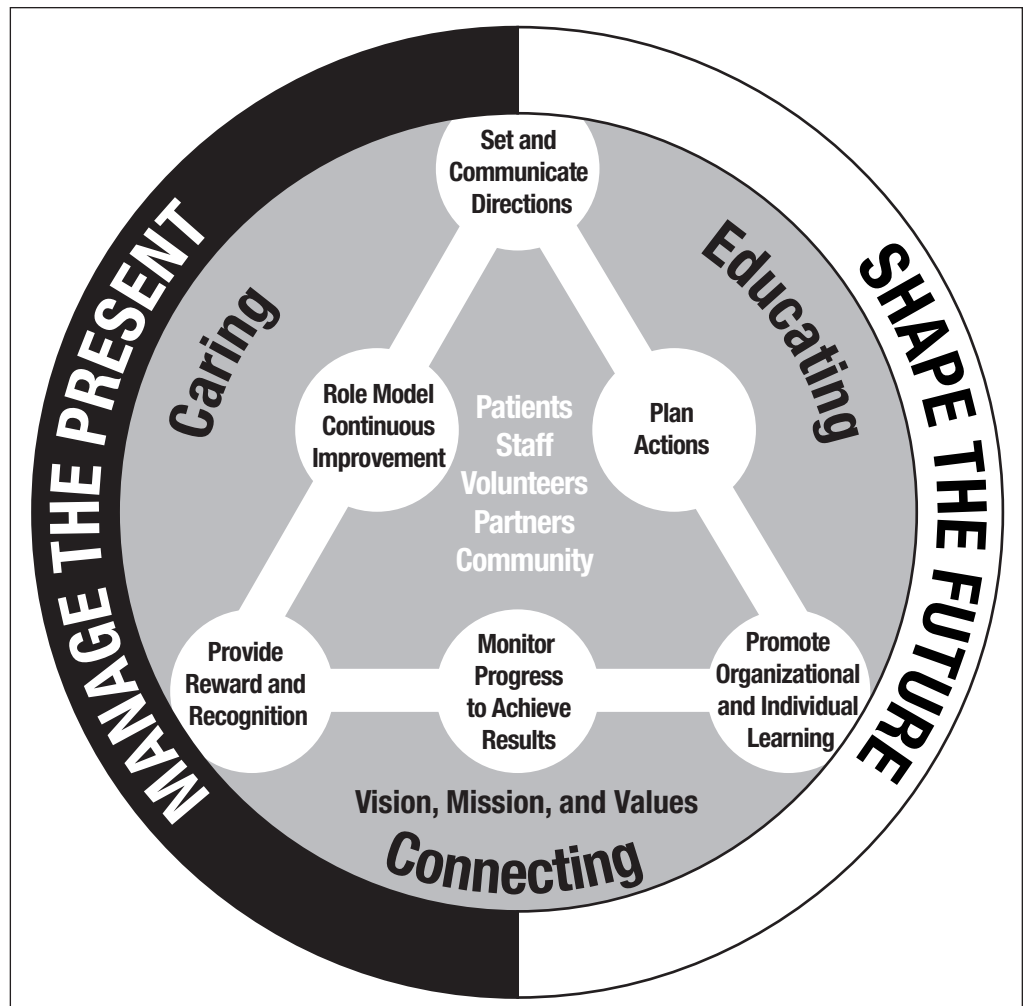 MANAGE THE PRESENT
SHAPE THE FUTURE
Caring
Educating
Set and
Communicate
Directions
Role Model
Continuous
Improvement
Patients
Staff
Volunteers
Partners
Community
Plan
Actions
Provide
Reward and
Recognition
Monitor
Progress
to Achieve
Results
Promote
Organizational
and Individual
Learning
Vision, Mission, and Values
Connecting